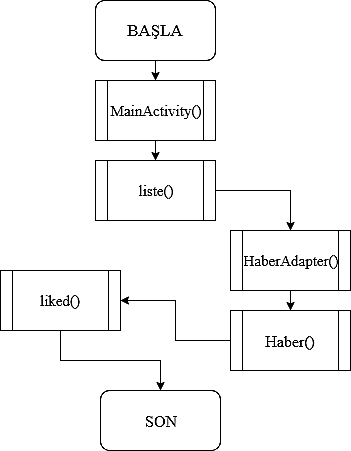 BAŞLA
MainActivity()
liste()
HaberAdapter()
Haber()
liked()
SON